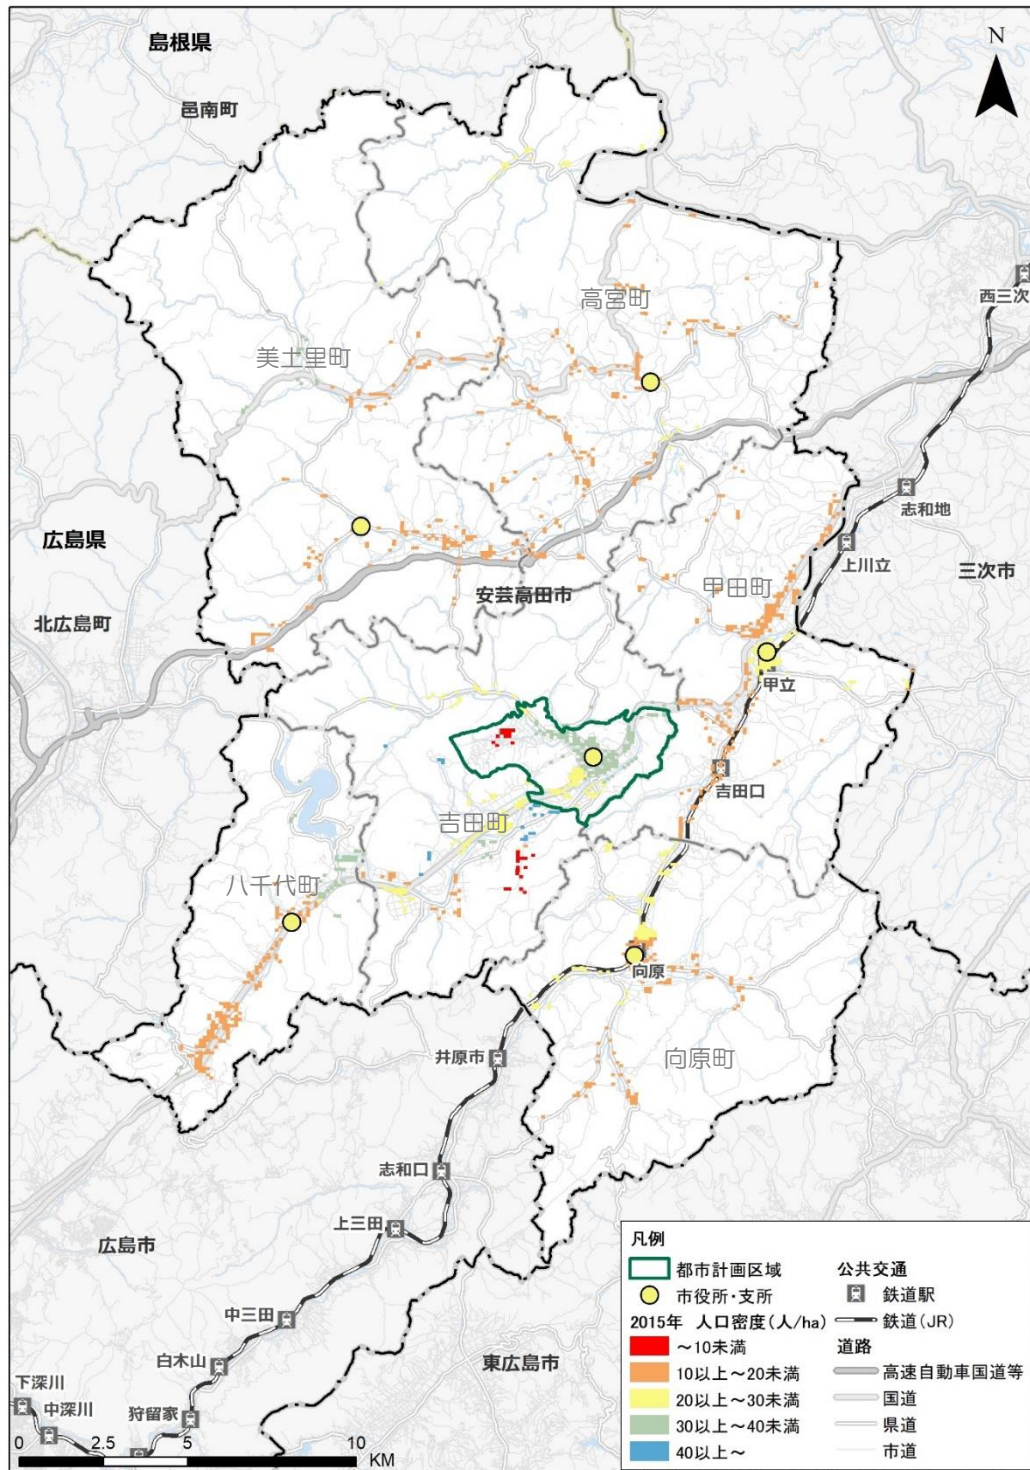 島根県
N
邑南町
高宮町
西三次
美土里町
志和地
広島県
上川立
三次市
甲田町
安芸高田市
北広島町
甲立
吉田口
吉田町
八千代町
向原
井原市
向原町
志和口
上三田
広島市
中三田
白木山
東広島市
下深川
中深川
狩留家
0 2.5 5 10
KM
凡例
都市計画区域
市役所・支所
2015年 人口密度(人/ha)
～10未満
10以上～20未満
20以上～30未満
30以上～40未満
40以上～
公共交通
鉄道駅
鉄道(JR)
道路
高速自動車国道等
国道
県道
市道